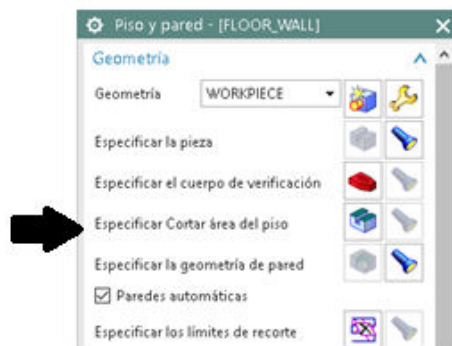 Piso y pared - [FLOOR_WALL]
Geometría
Geometría WORKPIECE
Especificar la pieza
Especificar el cuerpo de verificación
Especificar Cortar área del piso
Especificar la geometría de pared
Paredes automáticas
Especificar los límites de recorte